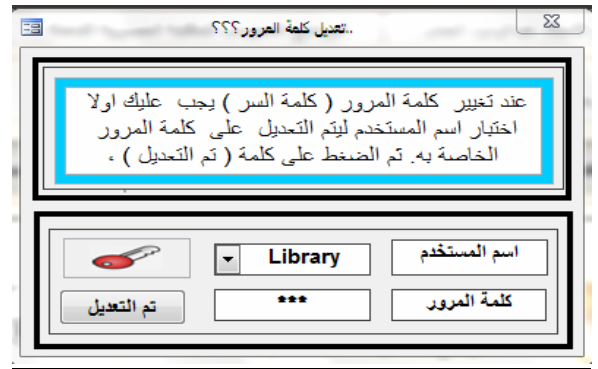 ..تعديل كلمة المرور؟؟؟
عند تغيير كلمة المرور ( كلمة السر ) يجب عليك اولا
اختيار اسم المستخدم ليتم التعديل على كلمة المرور
الخاصة به. ثم الضغط على كلمة ( تم التعديل ) ،
اسم المستخدم
Library
كلمة المرور
***
تم التعديل